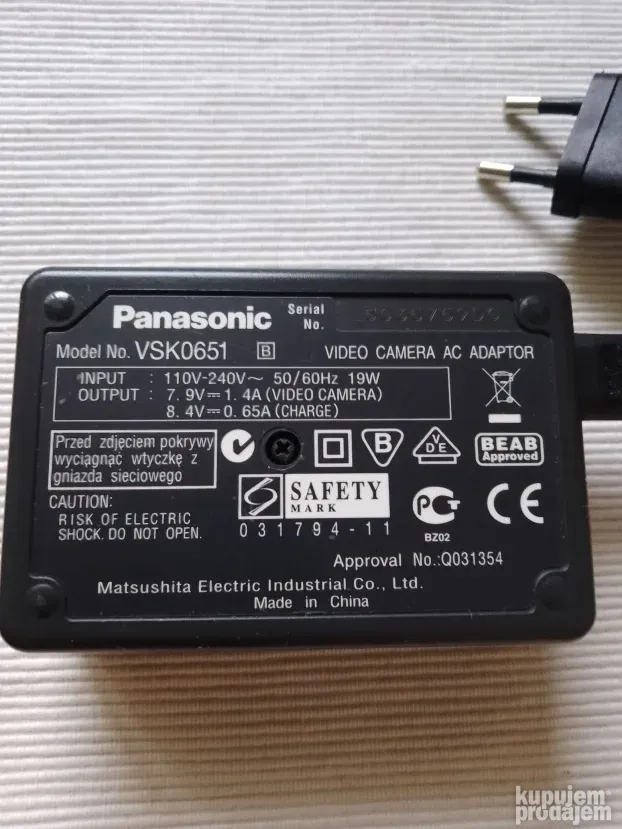 Panasonic
Serial No.
Model No. VSK0651 B
VIDEO CAMERA AC ADAPTOR
INPUT : 110V-240V~ 50/60Hz 19W
OUTPUT : 7.9V⎓1.4A (VIDEO CAMERA)
8.4V⎓0.65A (CHARGE)
Przed zdjęciem pokrywy
wyciągnąć wtyczkę z
gniazda sieciowego
B
VDE
BEAB
Approved
CAUTION:
RISK OF ELECTRIC
SHOCK. DO NOT OPEN.
S
SAFETY
MARK
031794-11
PCT
BZ02
CE
Approval No.:Q031354
Matsushita Electric Industrial Co., Ltd.
Made in China
kupujem
prodajem